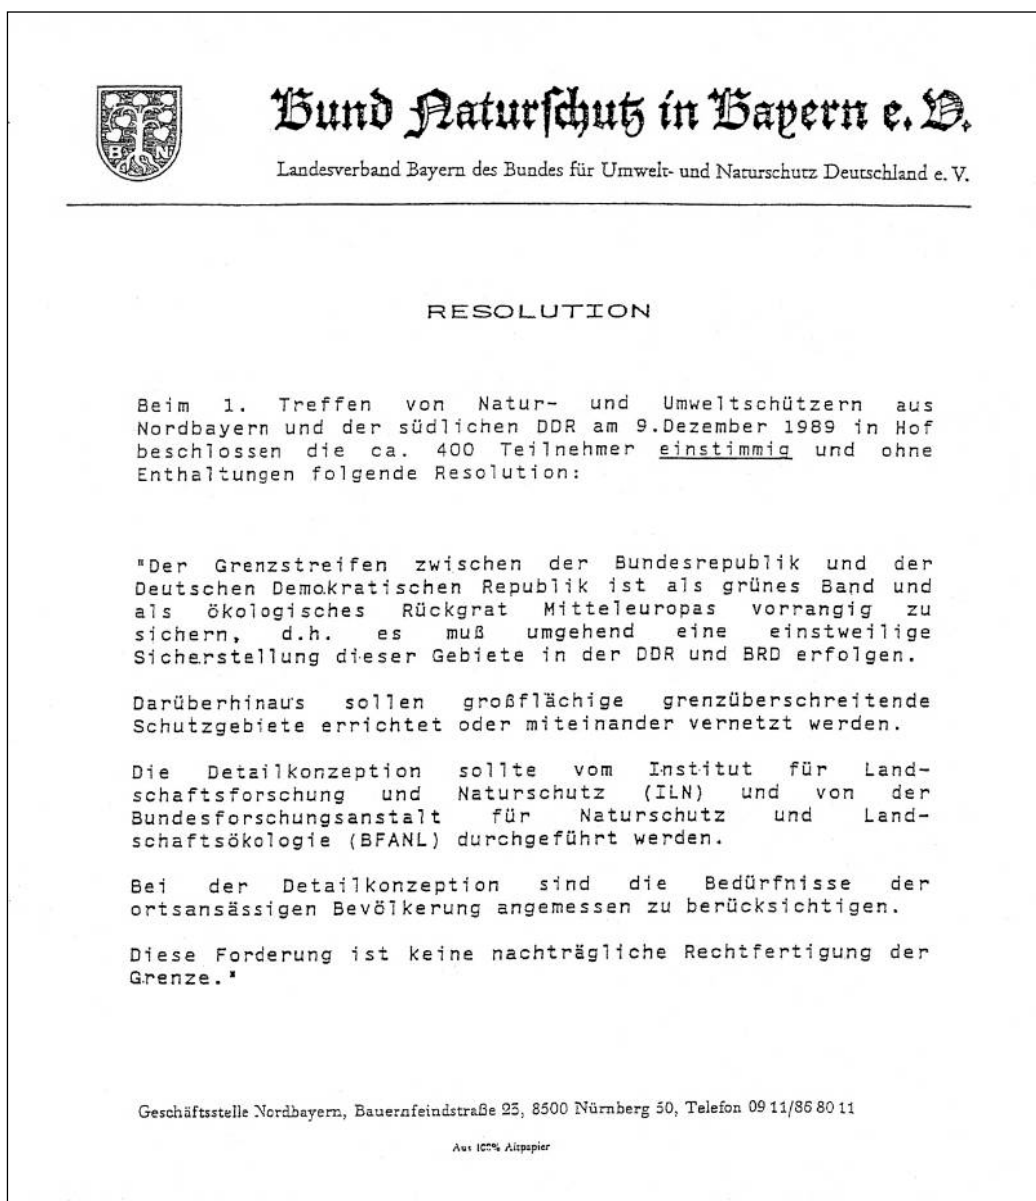 B N
Bund Naturschutz in Bayern e. V.
Landesverband Bayern des Bundes für Umwelt- und Naturschutz Deutschland e. V.
RESOLUTION
Beim 1. Treffen von Natur- und Umweltschützern aus
Nordbayern und der südlichen DDR am 9.Dezember 1989 in Hof
beschlossen die ca. 400 Teilnehmer einstimmig und ohne
Enthaltungen folgende Resolution:
"Der Grenzstreifen zwischen der Bundesrepublik und der
Deutschen Demokratischen Republik ist als grünes Band und
als ökologisches Rückgrat Mitteleuropas vorrangig zu
sichern, d.h. es muß umgehend eine einstweilige
Sicherstellung dieser Gebiete in der DDR und BRD erfolgen.
Darüberhinaus sollen großflächige grenzüberschreitende
Schutzgebiete errichtet oder miteinander vernetzt werden.
Die Detailkonzeption sollte vom Institut für Land-
schaftsforschung und Naturschutz (ILN) und von der
Bundesforschungsanstalt für Naturschutz und Land-
schaftsökologie (BFANL) durchgeführt werden.
Bei der Detailkonzeption sind die Bedürfnisse der
ortsansässigen Bevölkerung angemessen zu berücksichtigen.
Diese Forderung ist keine nachträgliche Rechtfertigung der
Grenze."
Geschäftsstelle Nordbayern, Bauernfeindstraße 23, 8500 Nürnberg 50, Telefon 09 11/86 80 11
Aus 100% Altpapier